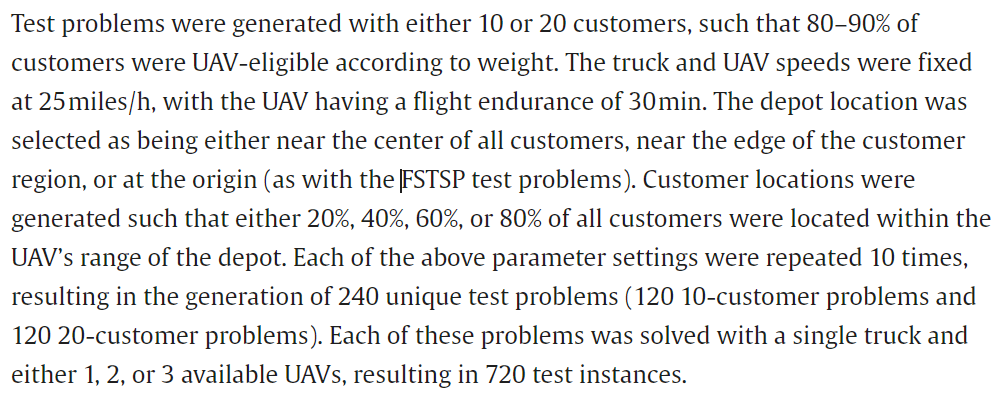 Test problems were generated with either 10 or 20 customers, such that 80–90% of
customers were UAV-eligible according to weight. The truck and UAV speeds were fixed
at 25 miles/h, with the UAV having a flight endurance of 30 min. The depot location was
selected as being either near the center of all customers, near the edge of the customer
region, or at the origin (as with the FSTSP test problems). Customer locations were
generated such that either 20%, 40%, 60%, or 80% of all customers were located within the
UAV’s range of the depot. Each of the above parameter settings were repeated 10 times,
resulting in the generation of 240 unique test problems (120 10-customer problems and
120 20-customer problems). Each of these problems was solved with a single truck and
either 1, 2, or 3 available UAVs, resulting in 720 test instances.